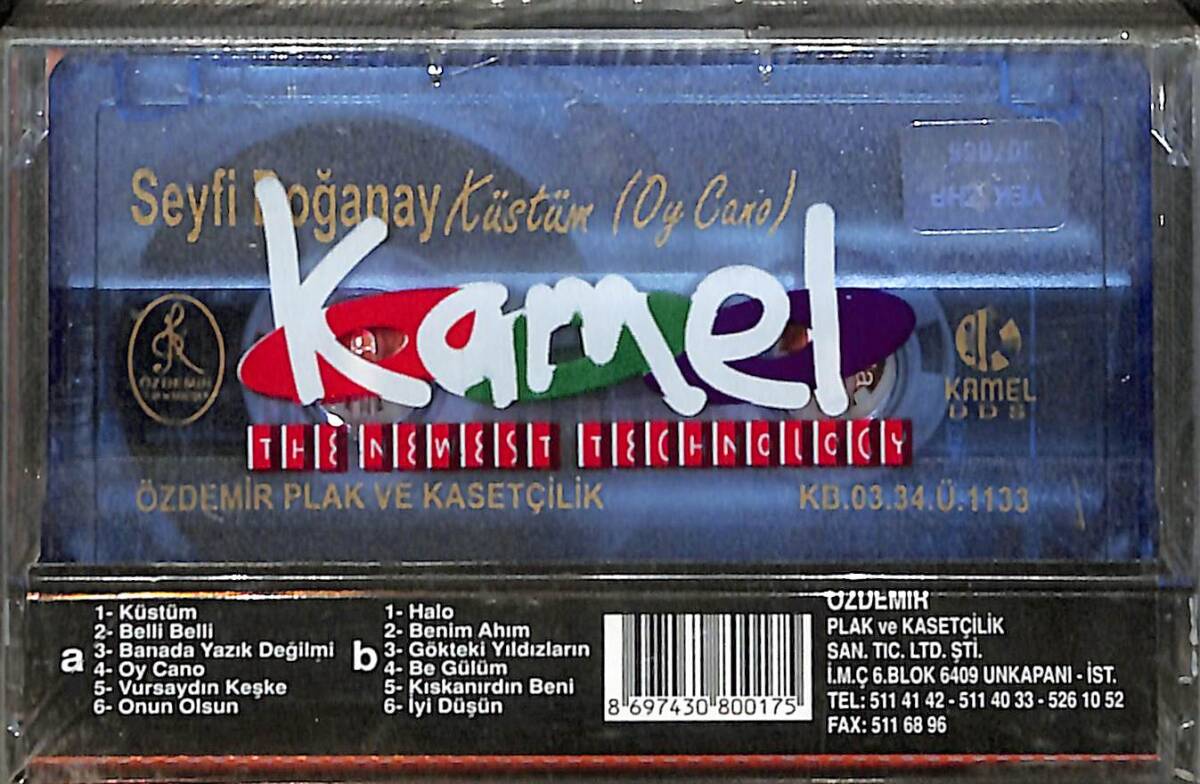 Seyfi Doğanay Küstüm (Oy Cano)
Kamel
THE NEWEST TECHNOLOGY
ÖZDEMİR
KAMEL
DDS
ÖZDEMİR PLAK VE KASETÇİLİK
KB.03.34.Ü.1133
a
1- Küstüm
2- Belli Belli
3- Banada Yazık Değilmi
4- Oy Cano
5- Vursaydın Keşke
6- Onun Olsun
b
1- Halo
2- Benim Ahım
3- Gökteki Yıldızların
4- Be Gülüm
5- Kıskanırdın Beni
6- İyi Düşün
8 697430 800175
ÖZDEMİR
PLAK ve KASETÇİLİK
SAN. TIC. LTD. ŞTİ.
İ.M.Ç 6.BLOK 6409 UNKAPANI - İST.
TEL: 511 41 42 - 511 40 33 - 526 10 52
FAX: 511 68 96